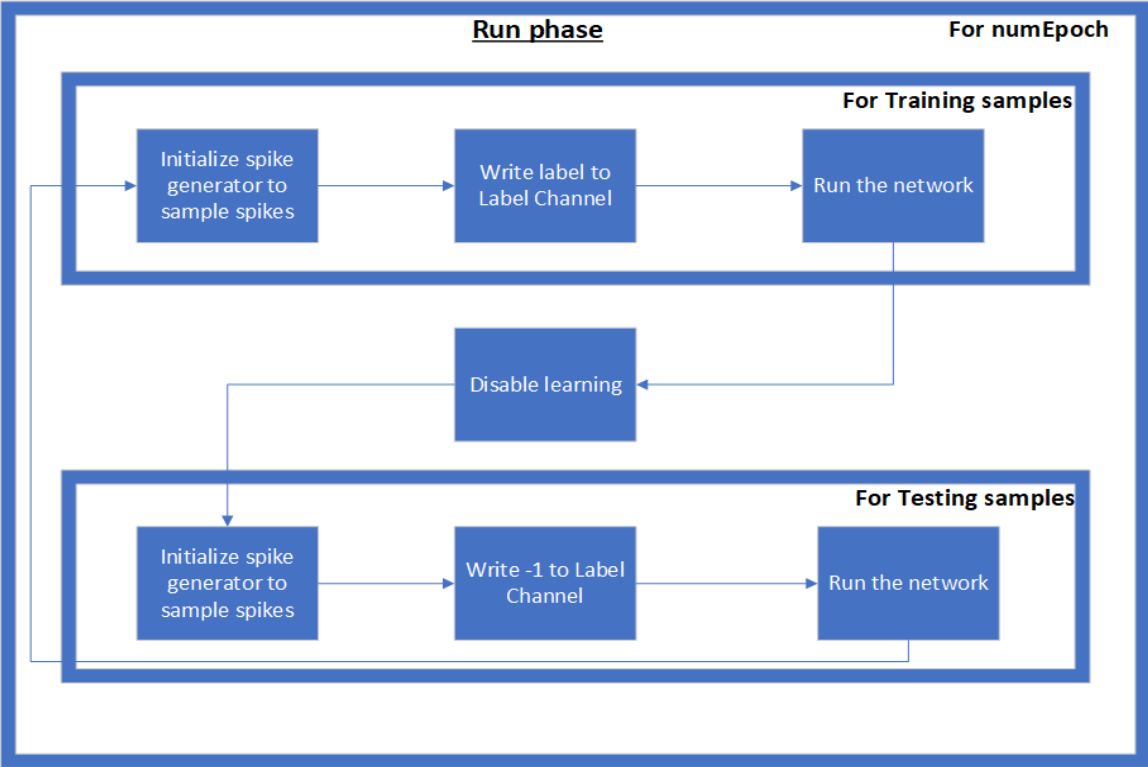 Run phase
For numEpoch
For Training samples
Initialize spike
generator to
sample spikes
Write label to
Label Channel
Run the network
Disable learning
For Testing samples
Initialize spike
generator to
sample spikes
Write -1 to Label
Channel
Run the network